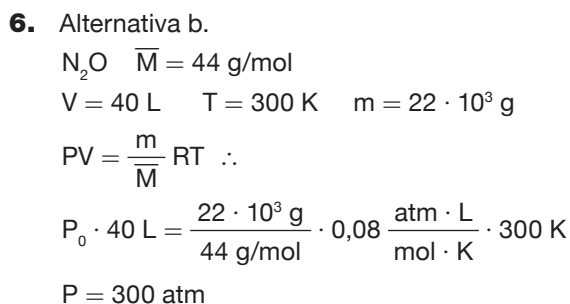 6. Alternativa b.
N₂O M̅ = 44 g/mol
V = 40 L T = 300 K m = 22 · 10³ g
PV = m/M̅ RT ∴
P₀ · 40 L = 22 · 10³ g/44 g/mol · 0,08 atm · L/mol · K · 300 K
P = 300 atm